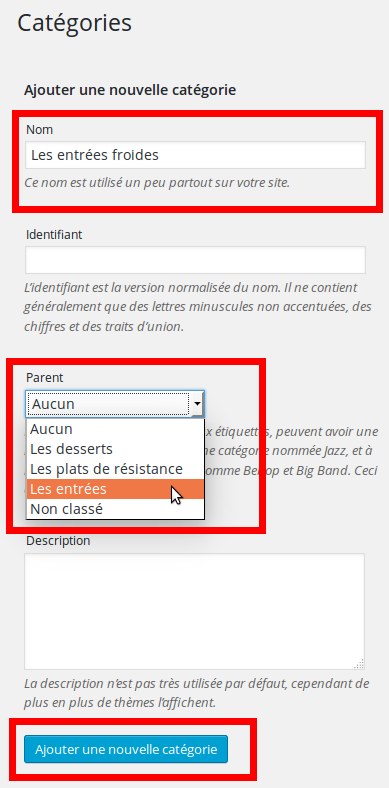 Catégories
Ajouter une nouvelle catégorie
Nom
Les entrées froides
Ce nom est utilisé un peu partout sur votre site.
Identifiant
L’identifiant est la version normalisée du nom. Il ne contient
généralement que des lettres minuscules non accentuées, des
chiffres et des traits d’union.
Parent
Aucun
Aucun
étiquettes, peuvent avoir une
Les desserts
ne catégorie nommée Jazz, et à
Les plats de résistance
omme Bebop et Big Band. Ceci
Les entrées
Non classé
Description
La description n’est pas très utilisée par défaut, cependant de
plus en plus de thèmes l’affichent.
Ajouter une nouvelle catégorie